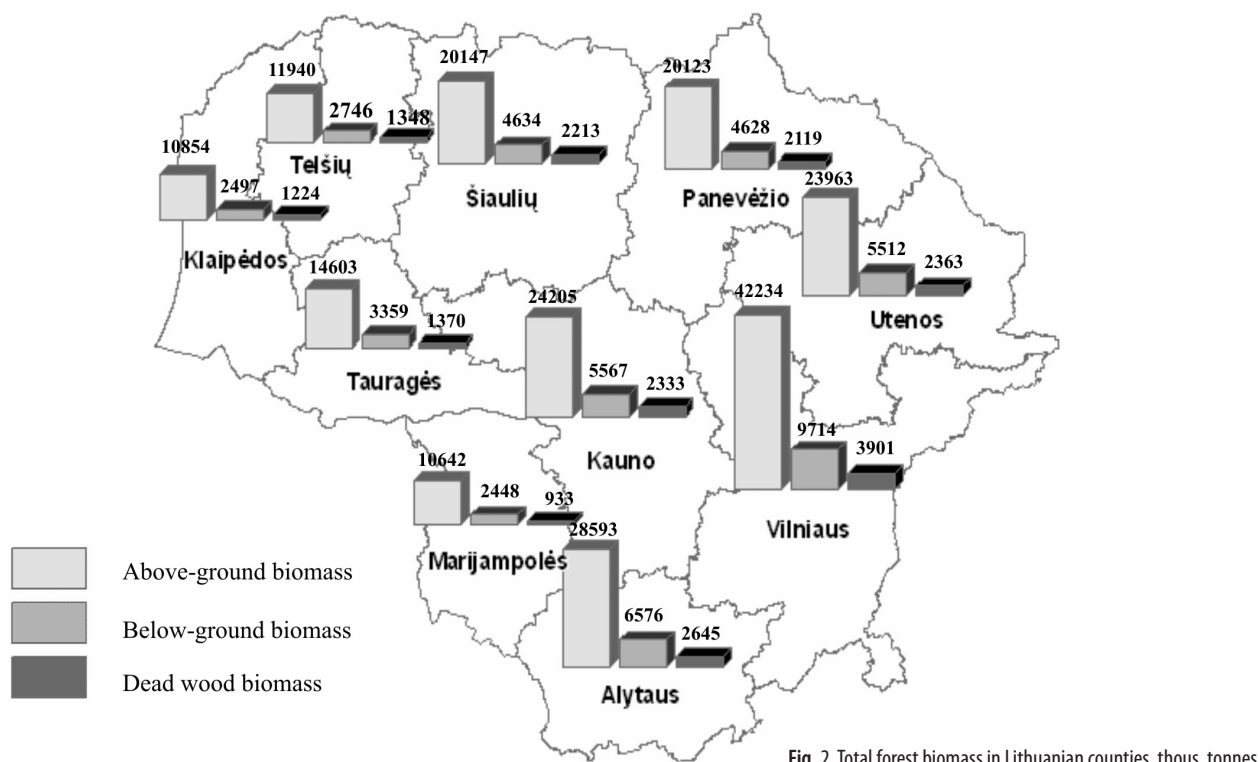 20147
20123
11940
2746
1348
4634
2213
4628
2119
10854
2497
1224
Telšių
Šiaulių
Panevėžio
23963
5512
2363
Klaipėdos
14603
3359
1370
24205
42234
Utenos
Tauragės
5567
2333
9714
3901
Kauno
10642
2448
933
28593
Vilniaus
Marijampolės
Above-ground biomass
6576
2645
Below-ground biomass
Dead wood biomass
Alytaus
Fig. 2. Total forest biomass in Lithuanian counties, thous. tonnes